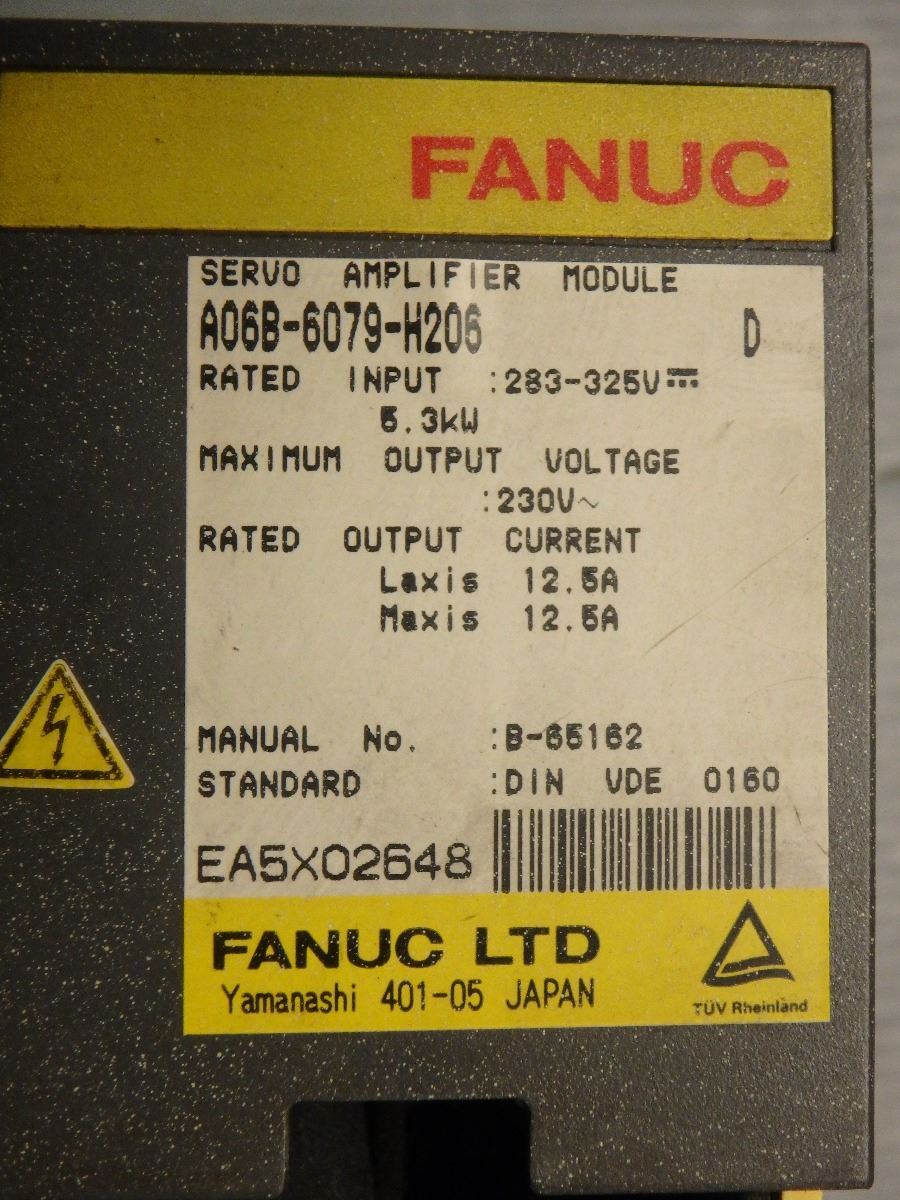 FANUC
SERVO AMPLIFIER MODULE
A06B-6079-H206 D
RATED INPUT :283-325V⎓
5.3kW
MAXIMUM OUTPUT VOLTAGE
:230V~
RATED OUTPUT CURRENT
Laxis 12.5A
Maxis 12.5A
MANUAL No. :B-65162
STANDARD :DIN VDE 0160
EA5X02648
FANUC LTD
Yamanashi 401-05 JAPAN
TÜV Rheinland